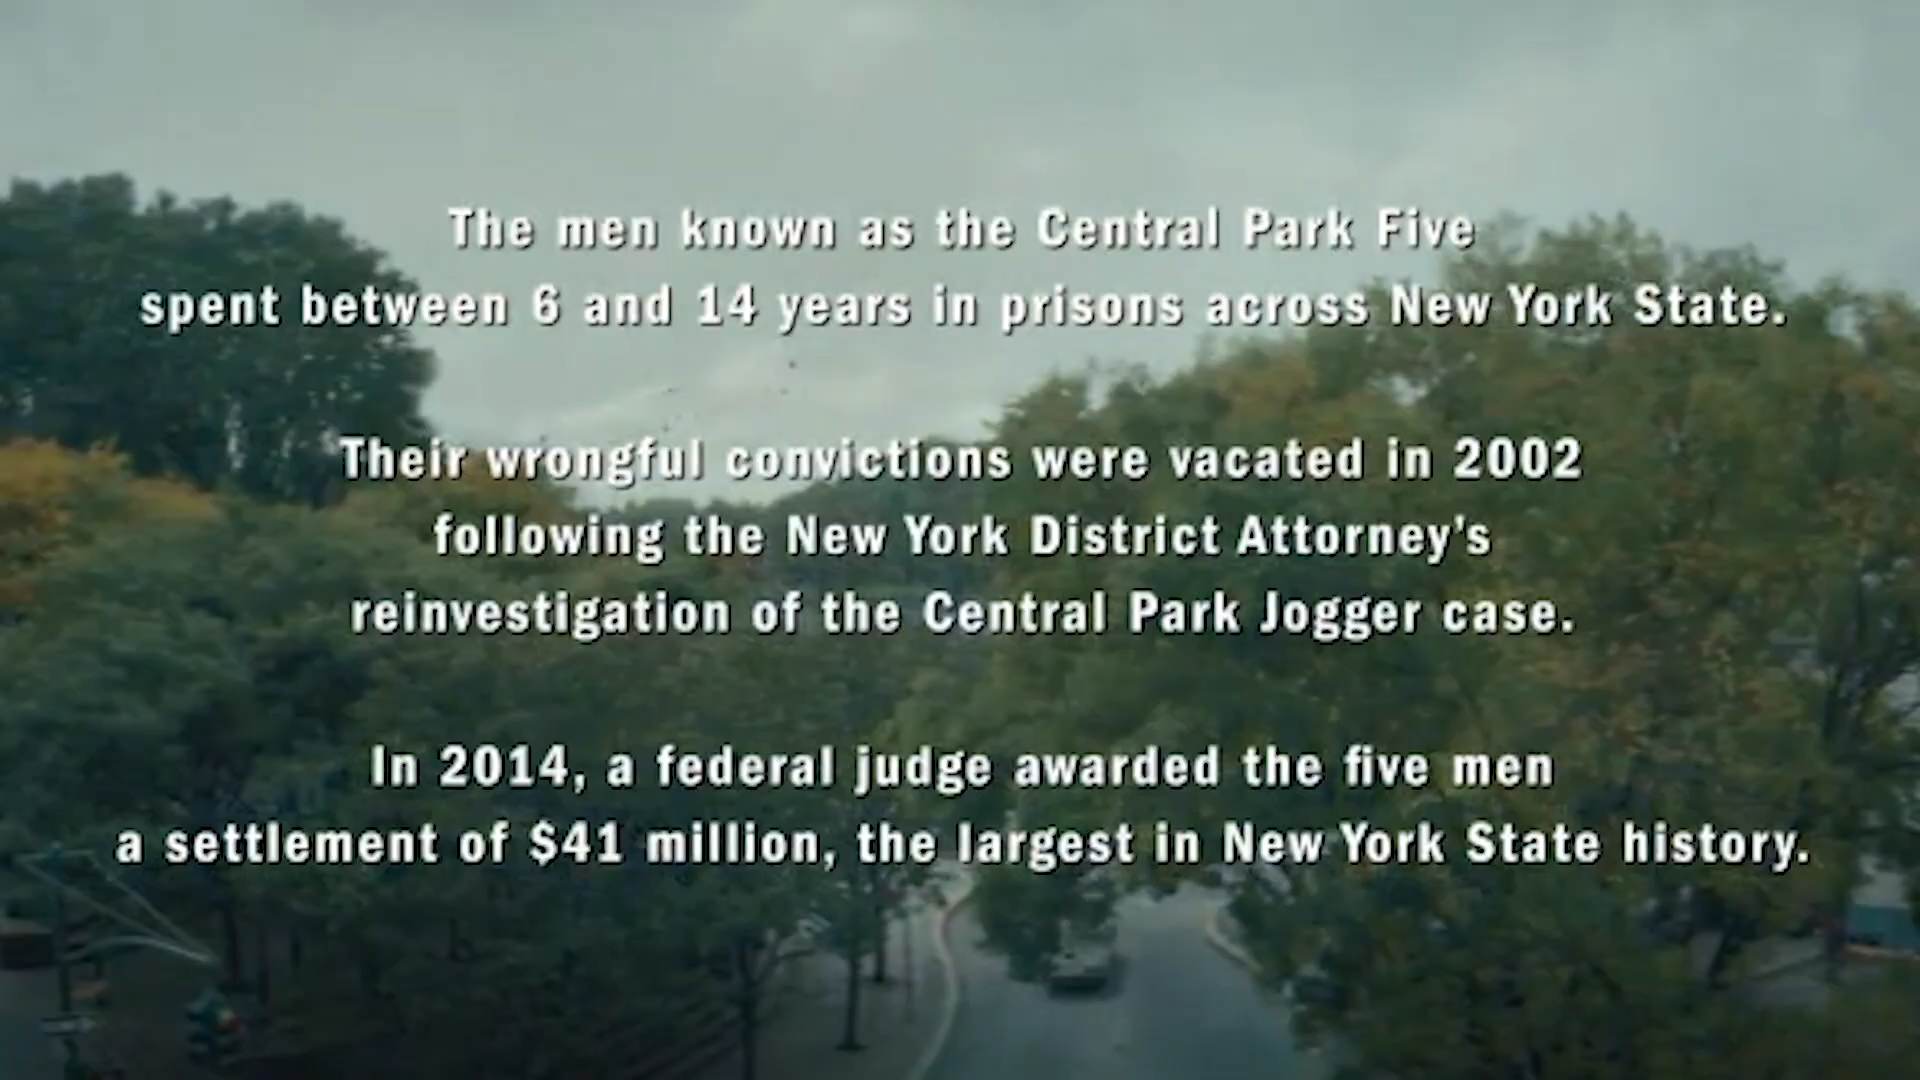 The men known as the Central Park Five
spent between 6 and 14 years in prisons across New York State.
Their wrongful convictions were vacated in 2002
following the New York District Attorney's
reinvestigation of the Central Park Jogger case.
In 2014, a federal judge awarded the five men
a settlement of $41 million, the largest in New York State history.